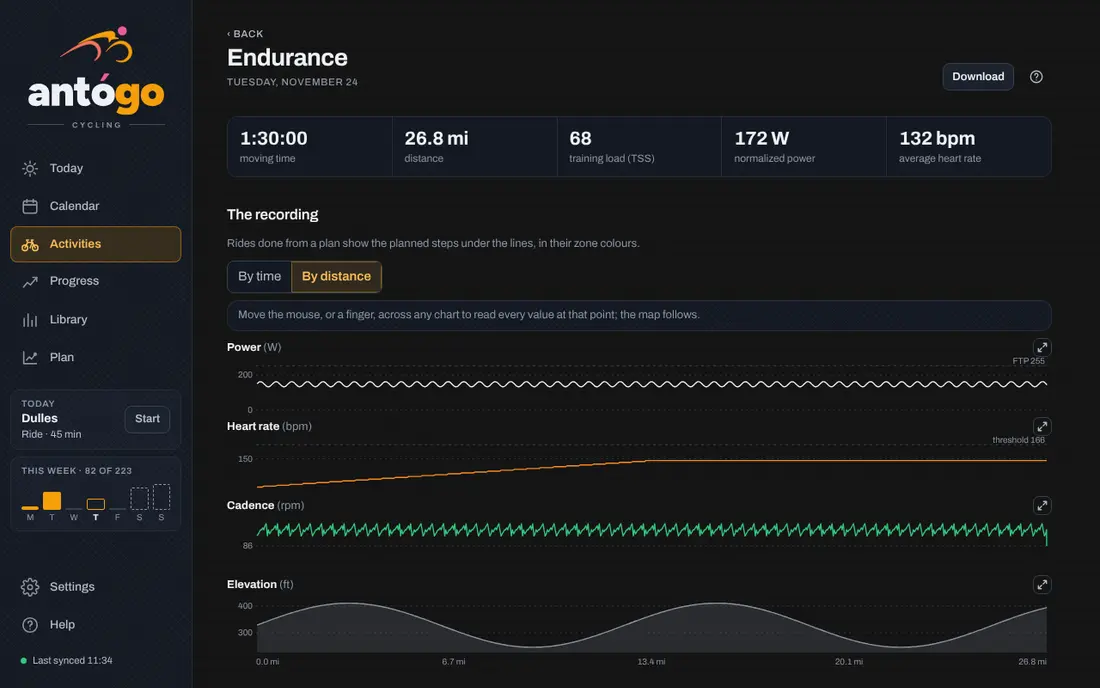 antógo
CYCLING
Today
Calendar
Activities
Progress
Library
Plan
TODAY
Dulles
Ride · 45 min
Start
THIS WEEK · 82 OF 223
M T W T F S S
Settings
Help
Last synced 11:34
‹ BACK
Endurance
TUESDAY, NOVEMBER 24
Download
?
1:30:00
moving time
26.8 mi
distance
68
training load (TSS)
172 W
normalized power
132 bpm
average heart rate
The recording
Rides done from a plan show the planned steps under the lines, in their zone colours.
By time
By distance
Move the mouse, or a finger, across any chart to read every value at that point; the map follows.
Power (W)
FTP 255
200
0
Heart rate (bpm)
threshold 166
150
Cadence (rpm)
86
Elevation (ft)
400
300
0.0 mi 6.7 mi 13.4 mi 20.1 mi 26.8 mi